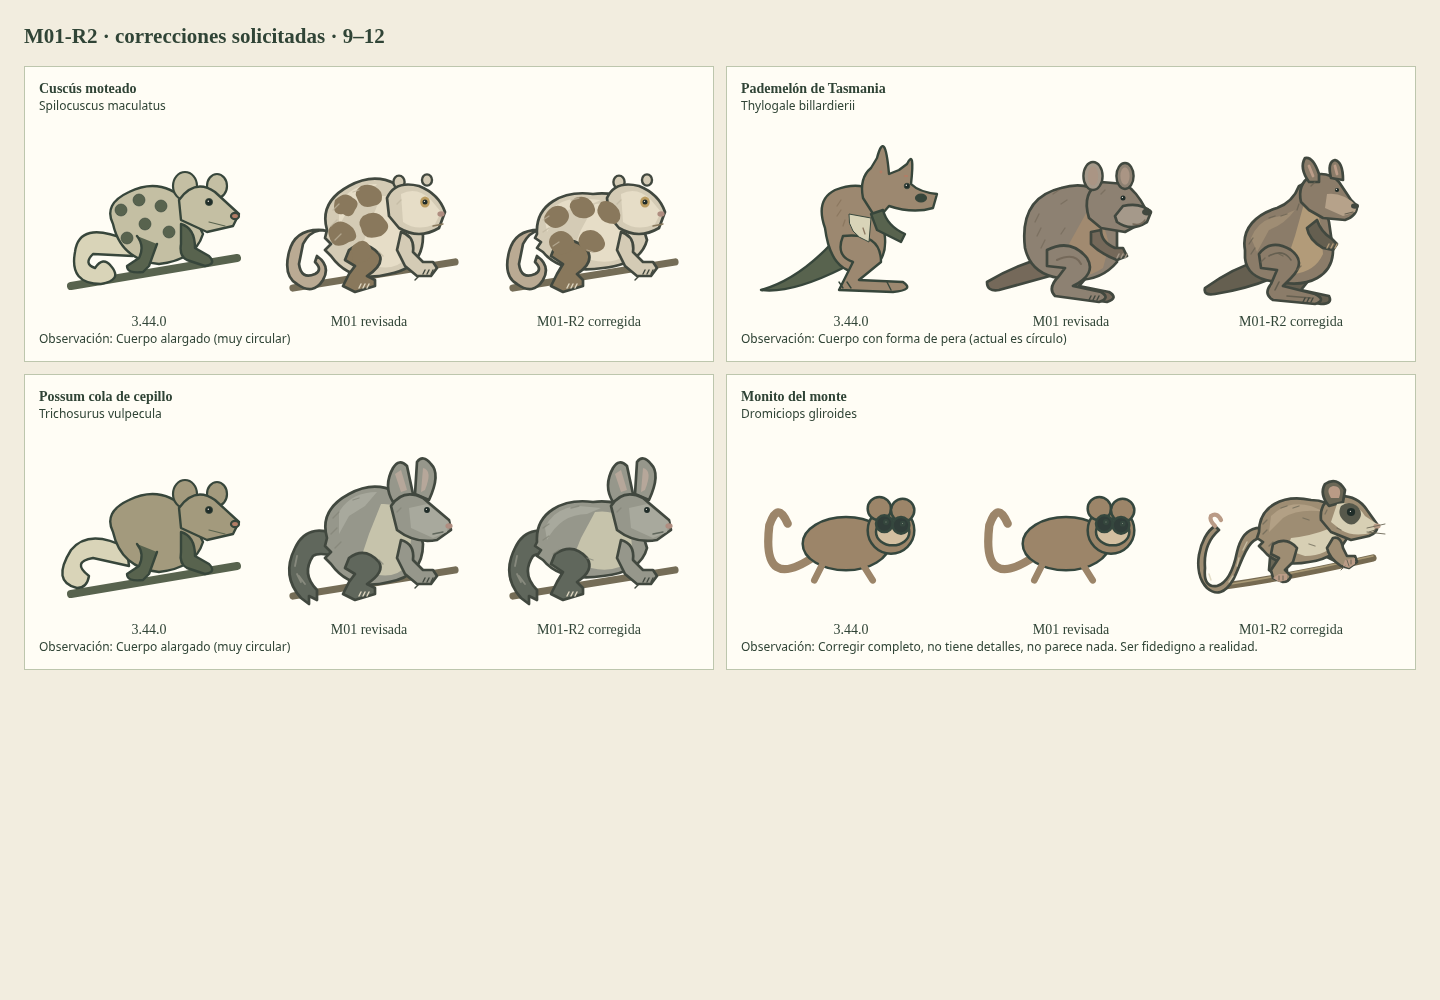 M01-R2 · correcciones solicitadas · 9–12
Cuscús moteado
Spilocuscus maculatus
3.44.0
M01 revisada
M01-R2 corregida
Observación: Cuerpo alargado (muy circular)
Pademelón de Tasmania
Thylogale billardierii
3.44.0
M01 revisada
M01-R2 corregida
Observación: Cuerpo con forma de pera (actual es círculo)
Possum cola de cepillo
Trichosurus vulpecula
3.44.0
M01 revisada
M01-R2 corregida
Observación: Cuerpo alargado (muy circular)
Monito del monte
Dromiciops gliroides
3.44.0
M01 revisada
M01-R2 corregida
Observación: Corregir completo, no tiene detalles, no parece nada. Ser fidedigno a realidad.